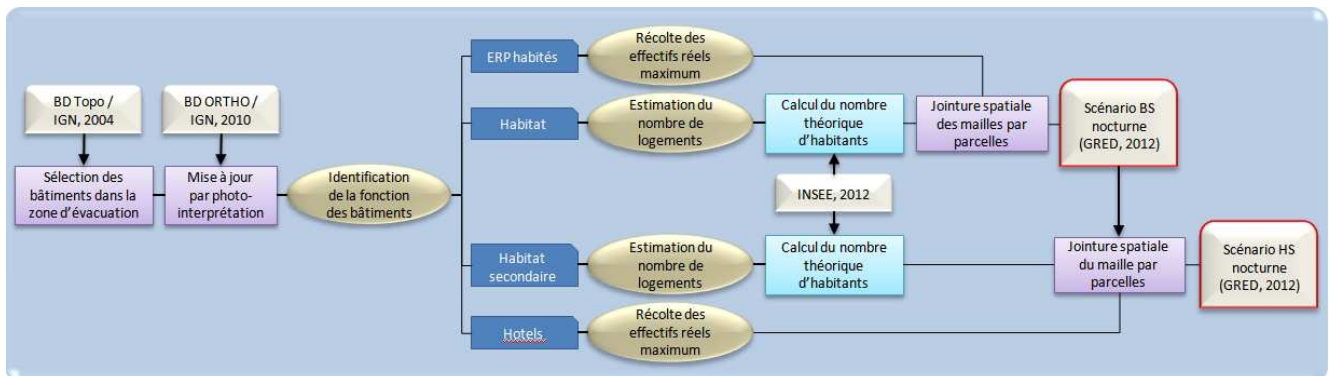 BD Topo /
IGN, 2004
BD ORTHO /
IGN, 2010
Sélection des
bâtiments dans la
zone d'évacuation
Mise à jour
par photo-
interprétation
Identification
de la fonction
des bâtiments
ERP habités
Récolte des
effectifs réels
maximum
Habitat
Estimation du
nombre de
logements
Calcul du nombre
théorique
d'habitants
Jointure spatiale
des mailles par
parcelles
Scénario BS
nocturne
(GRED, 2012)
INSEE, 2012
Habitat
secondaire
Estimation du
nombre de
logements
Calcul du nombre
théorique
d'habitants
Jointure spatiale
du maille par
parcelles
Scénario HS
nocturne
(GRED, 2012)
Hotels
Récolte des
effectifs réels
maximum